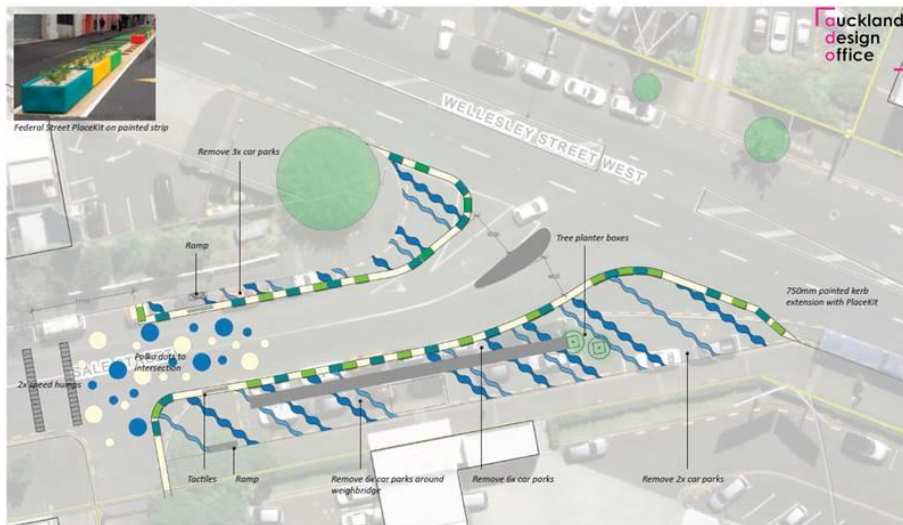 auckland
design
office
Federal Street PlaceKit on painted strip
WELLESLEY STREET WEST
Remove 3x car parks
Ramp
Tree planter boxes
750mm painted kerb
extension with PlaceKit
Polka dots to
intersection
SALE STREET
2x speed humps
Tactiles
Ramp
Remove 6x car parks around
weighbridge
Remove 6x car parks
Remove 2x car parks